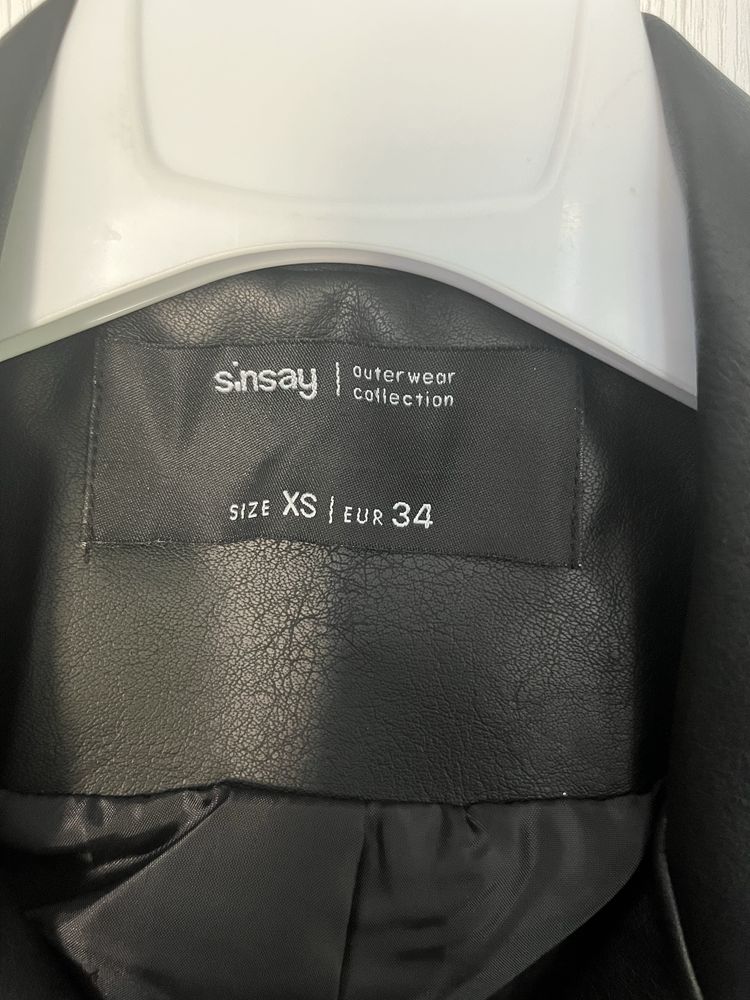 sinsay | outerwear
collection
SIZE XS | EUR 34